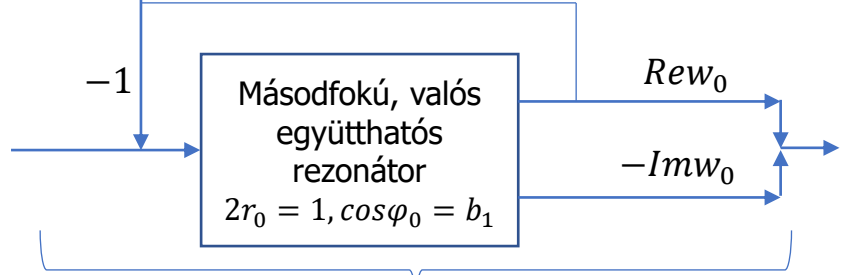 −1
Másodfokú, valós
együtthatós
rezonátor
2r₀ = 1, cosφ₀ = b₁
Rew₀
−Imw₀